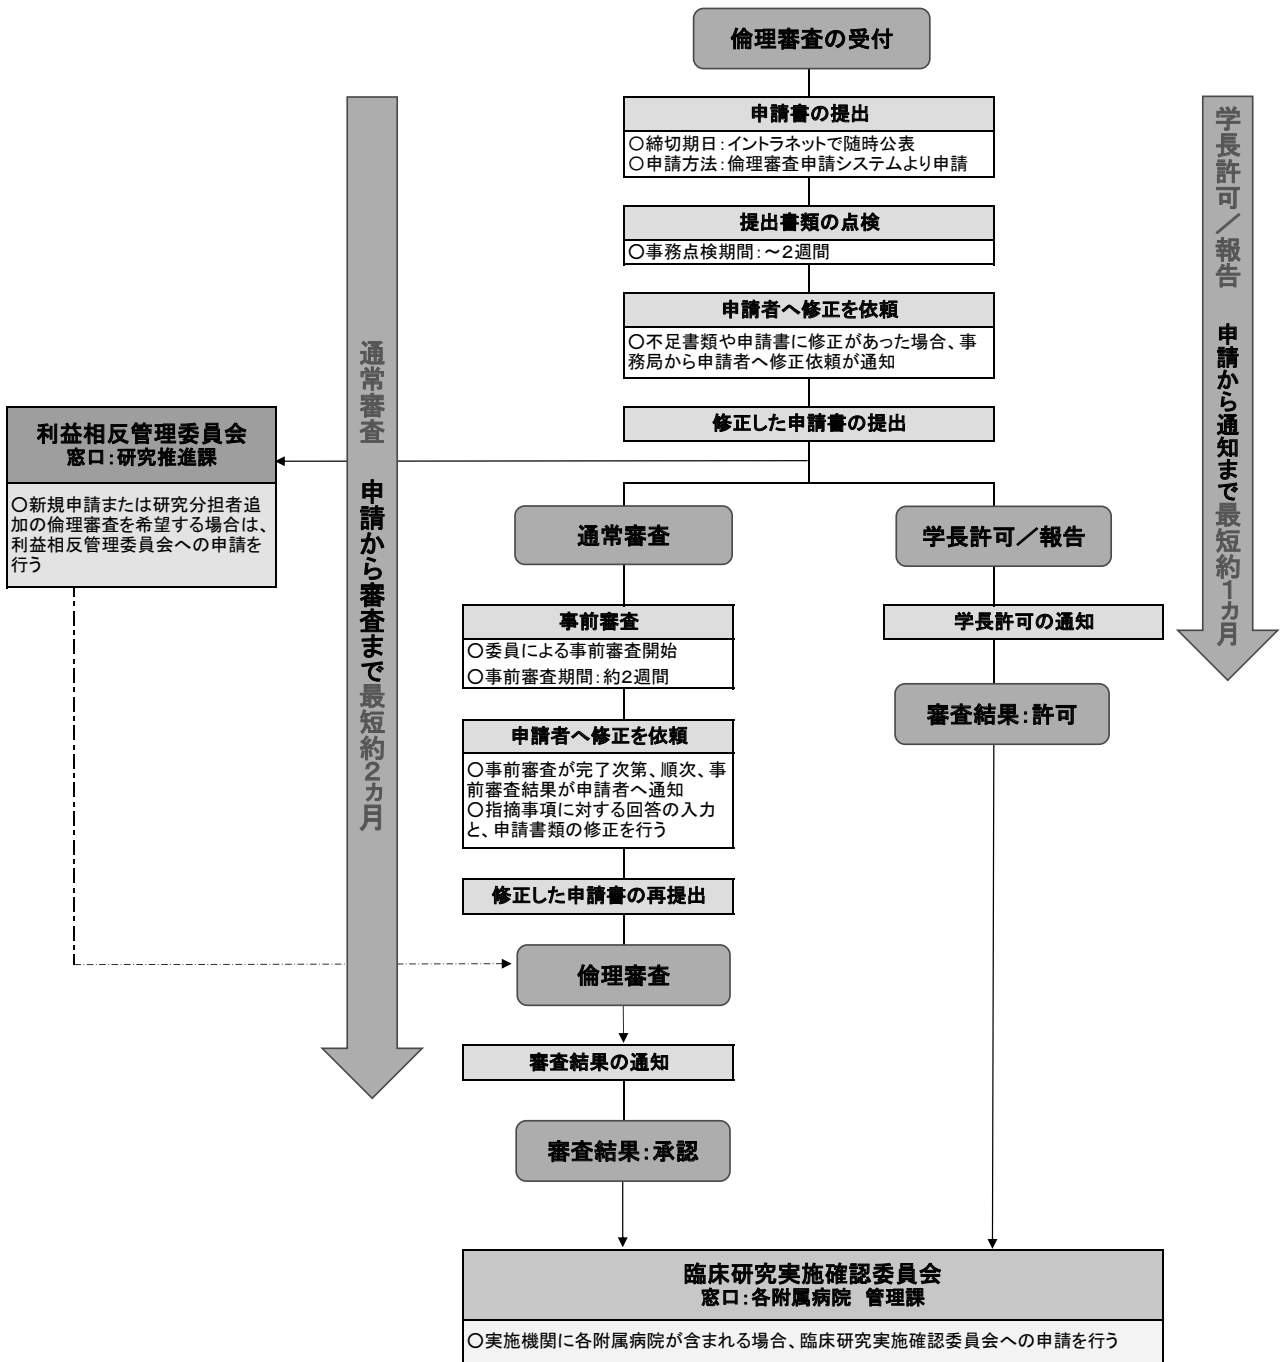 倫理審査の受付
申請書の提出
〇締切期日：イントラネットで随時公表
〇申請方法：倫理審査申請システムより申請
提出書類の点検
〇事務点検期間：～2週間
申請者へ修正を依頼
〇不足書類や申請書に修正があった場合、事
務局から申請者へ修正依頼が通知
修正した申請書の提出
学長許可／報告　申請から通知まで最短約1カ月
通常審査　申請から審査まで最短約2カ月
利益相反管理委員会
窓口：研究推進課
〇新規申請または研究分担者追
加の倫理審査を希望する場合は、
利益相反管理委員会への申請を
行う
通常審査
事前審査
〇委員による事前審査開始
〇事前審査期間：約2週間
申請者へ修正を依頼
〇事前審査が完了次第、順次、事
前審査結果が申請者へ通知
〇指摘事項に対する回答の入力
と、申請書類の修正を行う
修正した申請書の再提出
倫理審査
審査結果の通知
審査結果：承認
学長許可／報告
学長許可の通知
審査結果：許可
臨床研究実施確認委員会
窓口：各附属病院　管理課
〇実施機関に各附属病院が含まれる場合、臨床研究実施確認委員会への申請を行う